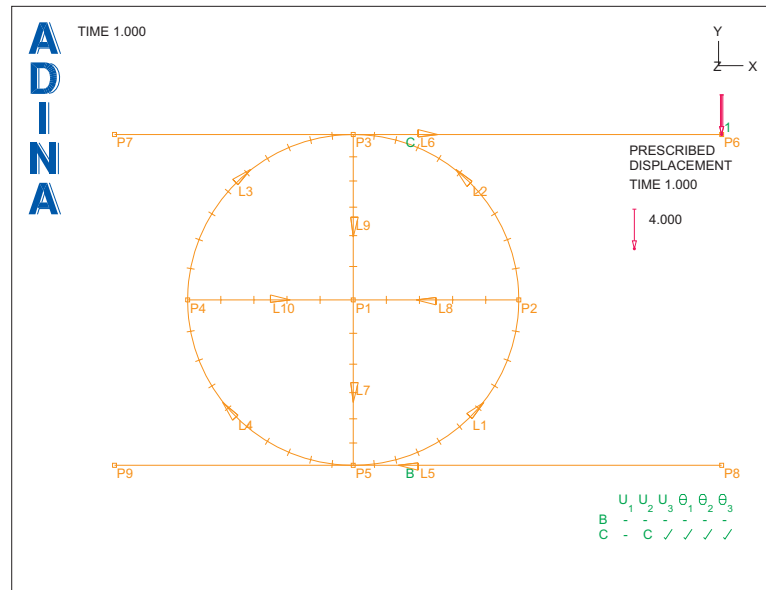 ADINA
TIME 1.000
Y
Z X
P7
P3
C L6
1
P6
PRESCRIBED
DISPLACEMENT
TIME 1.000
4.000
L3
L2
L9
P4
L10
P1
L8
P2
L7
L4
L1
P9
P5
B L5
P8
U1 U2 U3 θ1 θ2 θ3
B - - - - - -
C - C ✓ ✓ ✓ ✓